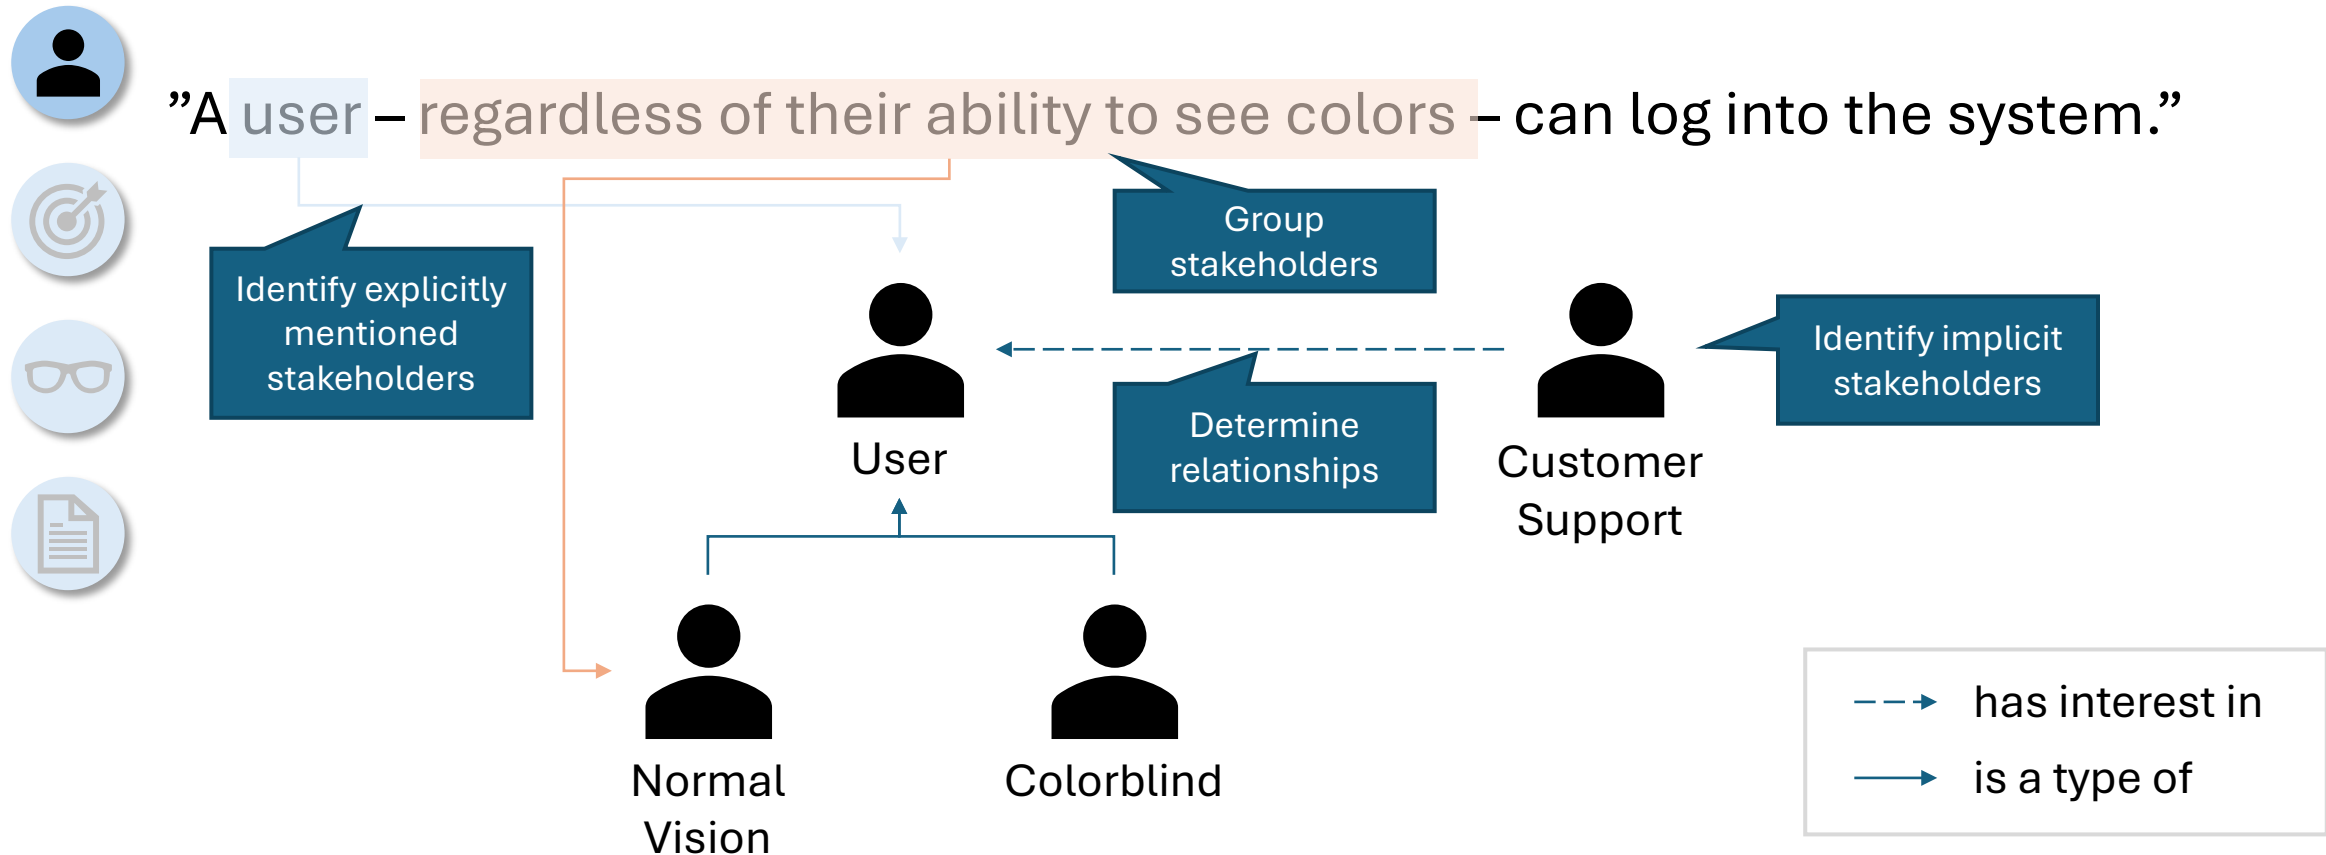 ”A user – regardless of their ability to see colors – can log into the system.”
Group
stakeholders
Identify explicitly
mentioned
stakeholders
Identify implicit
stakeholders
Determine
relationships
User
Customer
Support
Normal
Vision
Colorblind
has interest in
is a type of